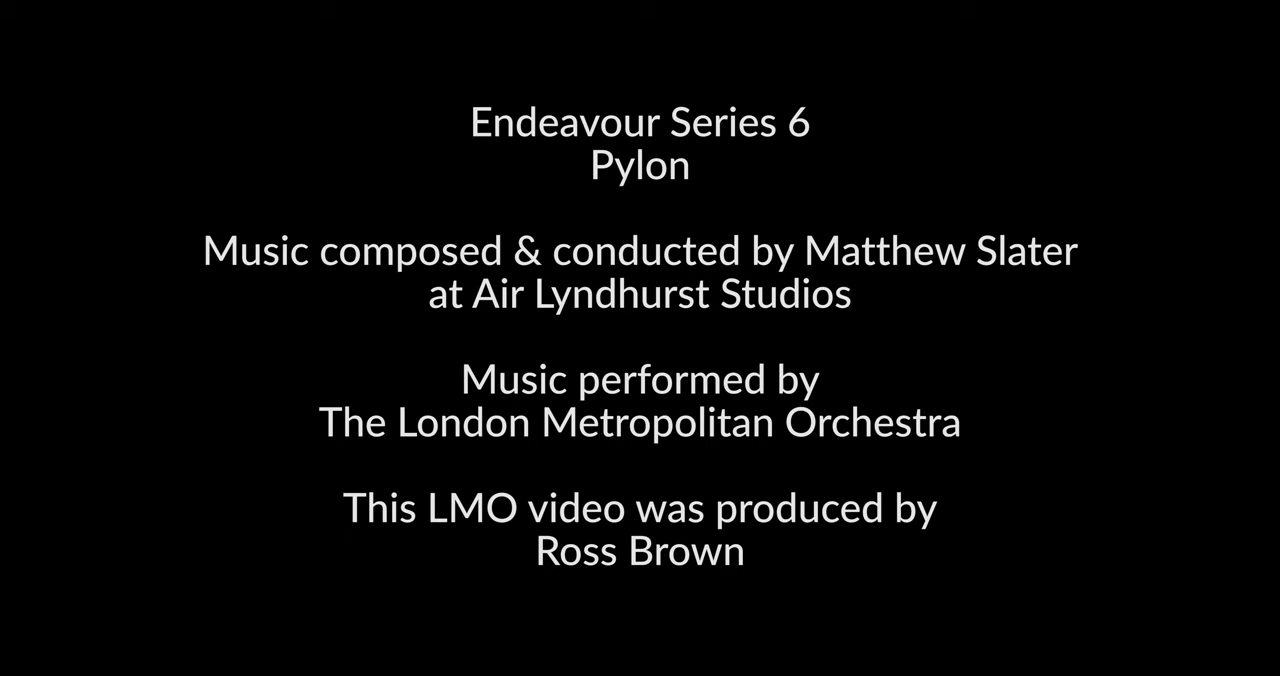 Endeavour Series 6
Pylon
Music composed & conducted by Matthew Slater
at Air Lyndhurst Studios
Music performed by
The London Metropolitan Orchestra
This LMO video was produced by
Ross Brown